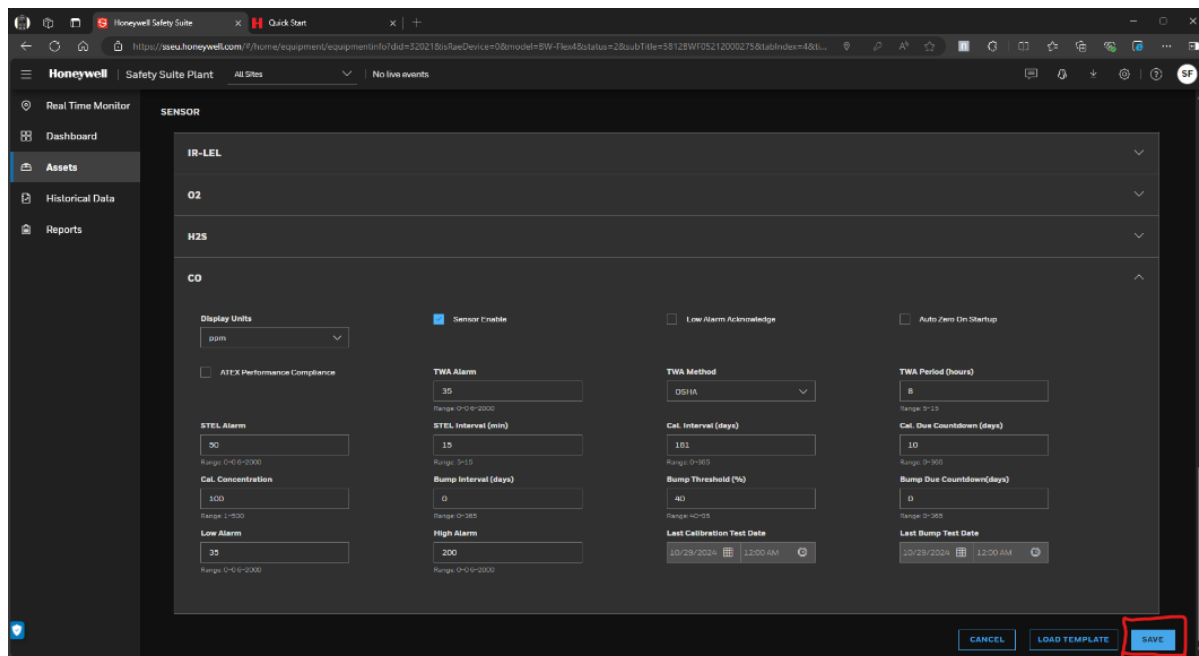 Honeywell Safety Suite
Quick Start
https://sseu.honeywell.com/#/home/equipment/equipmentinfo?did=32021&isRaeDevice=0&model=BW-Flex4&status=2&subTitle=5812BWF05212000275&tabIndex=4&ti...
Honeywell | Safety Suite Plant All Sites No live events SF
Real Time Monitor
Dashboard
Assets
Historical Data
Reports
SENSOR
IR-LEL
O2
H2S
CO
Display Units
ppm
Sensor Enable
Low Alarm Acknowledge
Auto Zero On Startup
ATEX Performance Compliance
TWA Alarm
35
Range: 0-0 6-2000
TWA Method
OSHA
TWA Period (hours)
8
Range: 5-15
STEL Alarm
50
Range: 0-0 6-2000
STEL Interval (min)
15
Range: 5-15
Cal. Interval (days)
181
Range: 0-365
Cal. Due Countdown (days)
10
Range: 0-365
Cal. Concentration
100
Range: 1-500
Bump Interval (days)
0
Range: 0-365
Bump Threshold (%)
40
Range: 40-95
Bump Due Countdown(days)
0
Range: 0-365
Low Alarm
35
Range: 0-0 6-2000
High Alarm
200
Range: 0-0 6-2000
Last Calibration Test Date
10/29/2024 12:00 AM
Last Bump Test Date
10/29/2024 12:00 AM
CANCEL
LOAD TEMPLATE
SAVE